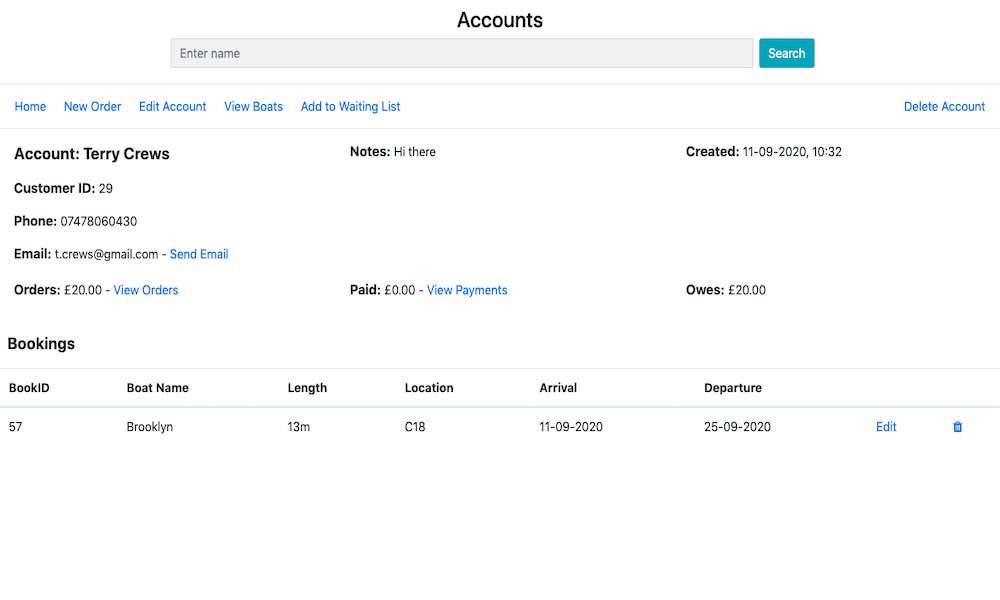 Accounts
Enter name Search
Home New Order Edit Account View Boats Add to Waiting List Delete Account
Account: Terry Crews Notes: Hi there Created: 11-09-2020, 10:32
Customer ID: 29
Phone: 07478060430
Email: t.crews@gmail.com - Send Email
Orders: £20.00 - View Orders Paid: £0.00 - View Payments Owes: £20.00
Bookings
BookID Boat Name Length Location Arrival Departure
57 Brooklyn 13m C18 11-09-2020 25-09-2020 Edit